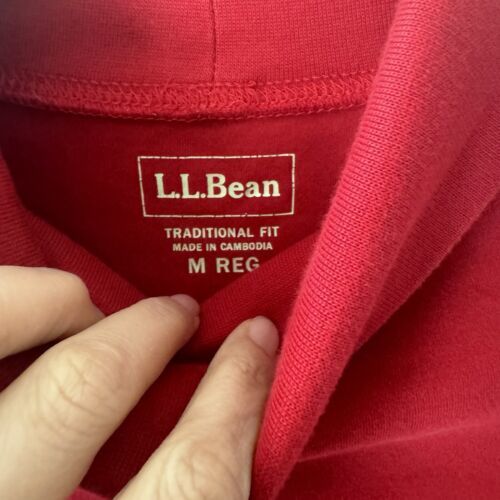 L.L.Bean
TRADITIONAL FIT
MADE IN CAMBODIA
M REG